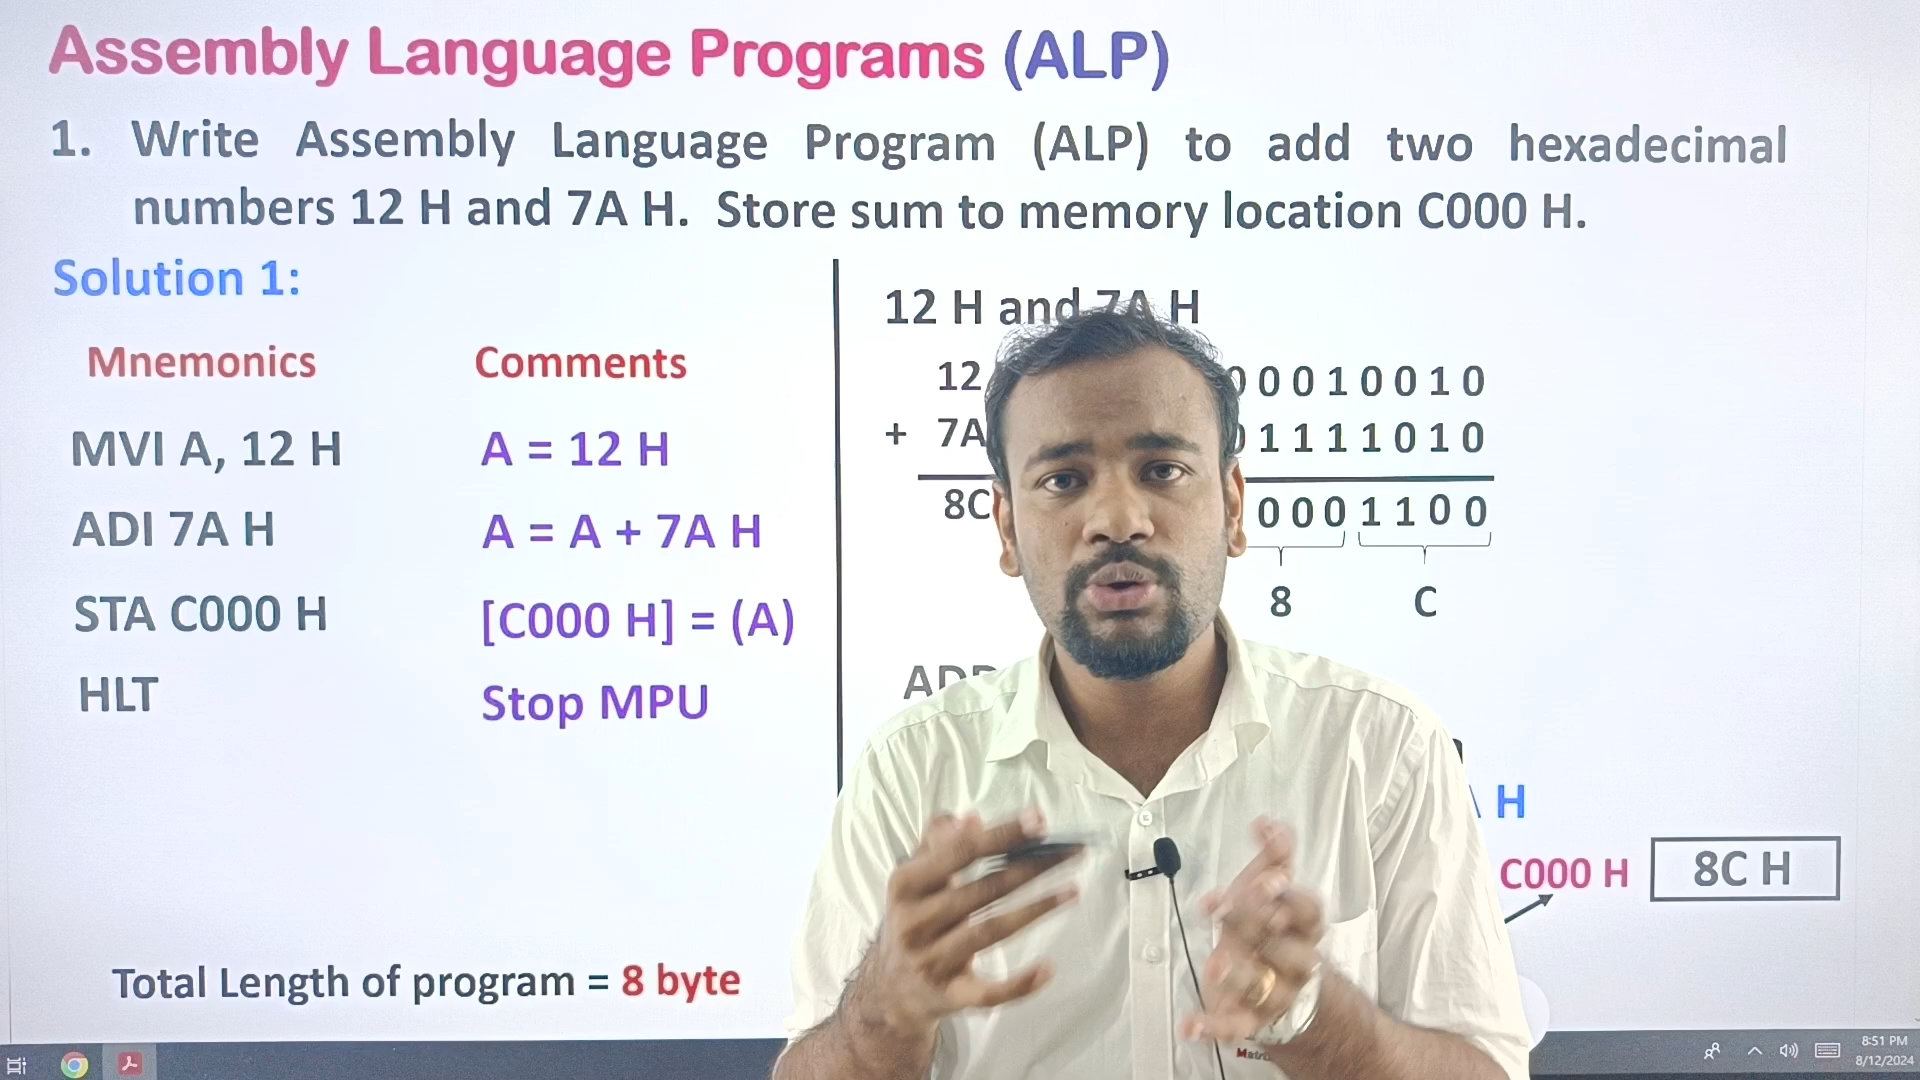 Assembly Language Programs (ALP)
1. Write Assembly Language Program (ALP) to add two hexadecimal
numbers 12 H and 7A H. Store sum to memory location C000 H.
Solution 1:
Mnemonics Comments
MVI A, 12 H A = 12 H
ADI 7A H A = A + 7A H
STA C000 H [C000 H] = (A)
HLT Stop MPU
Total Length of program = 8 byte
12 H and 7A H
12 0 0 0 1 0 0 1 0
+ 7A 0 1 1 1 1 0 1 0
8C 0 0 0 1 1 0 0
8 C
H
C000 H 8C H
8:51 PM
8/12/2024